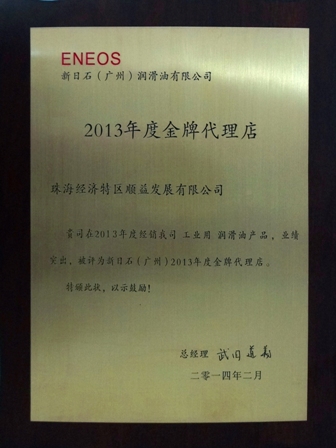 ENEOS
新日石（广州）润滑油有限公司
2013年度金牌代理店
珠海经济特区顺益发展有限公司
贵司在2013年度经销我司 工业用 润滑油产品，业绩
突出，被评为新日石（广州）2013年度金牌代理店。
特颁此状，以示鼓励！
总经理
二零一四年二月